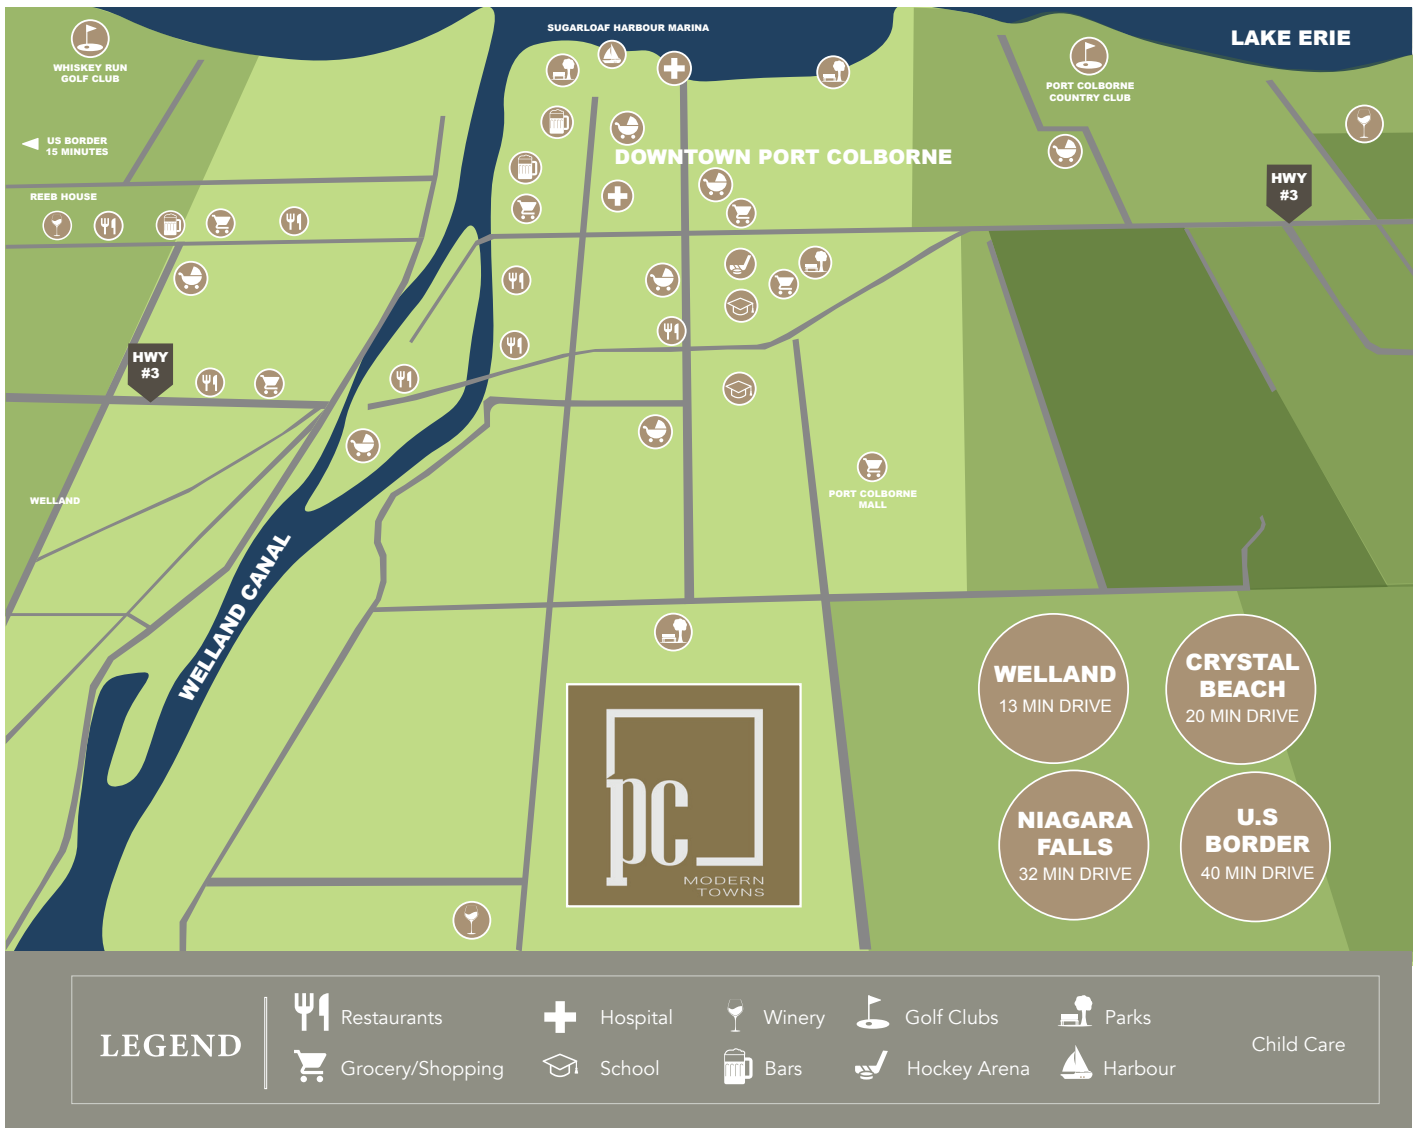 SUGARLOAF HARBOUR MARINA
LAKE ERIE
WHISKEY RUN
GOLF CLUB
PORT COLBORNE
COUNTRY CLUB
US BORDER
15 MINUTES
DOWNTOWN PORT COLBORNE
HWY
#3
REEB HOUSE
HWY
#3
WELLAND
PORT COLBORNE
MALL
WELLAND CANAL
WELLAND
13 MIN DRIVE
CRYSTAL
BEACH
20 MIN DRIVE
NIAGARA
FALLS
32 MIN DRIVE
U.S
BORDER
40 MIN DRIVE
pc
MODERN
TOWNS
LEGEND
Restaurants
Hospital
Winery
Golf Clubs
Parks
Grocery/Shopping
School
Bars
Hockey Arena
Harbour
Child Care